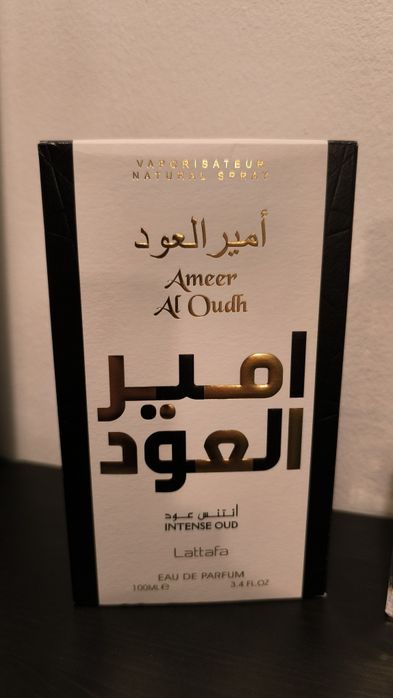 VAPORISATEUR
NATURAL SPRAY
أمير العود
Ameer
Al Oudh
امير
العود
إنتنس عود
INTENSE OUD
Lattafa
EAU DE PARFUM
100ML℮ 3.4 FL.OZ